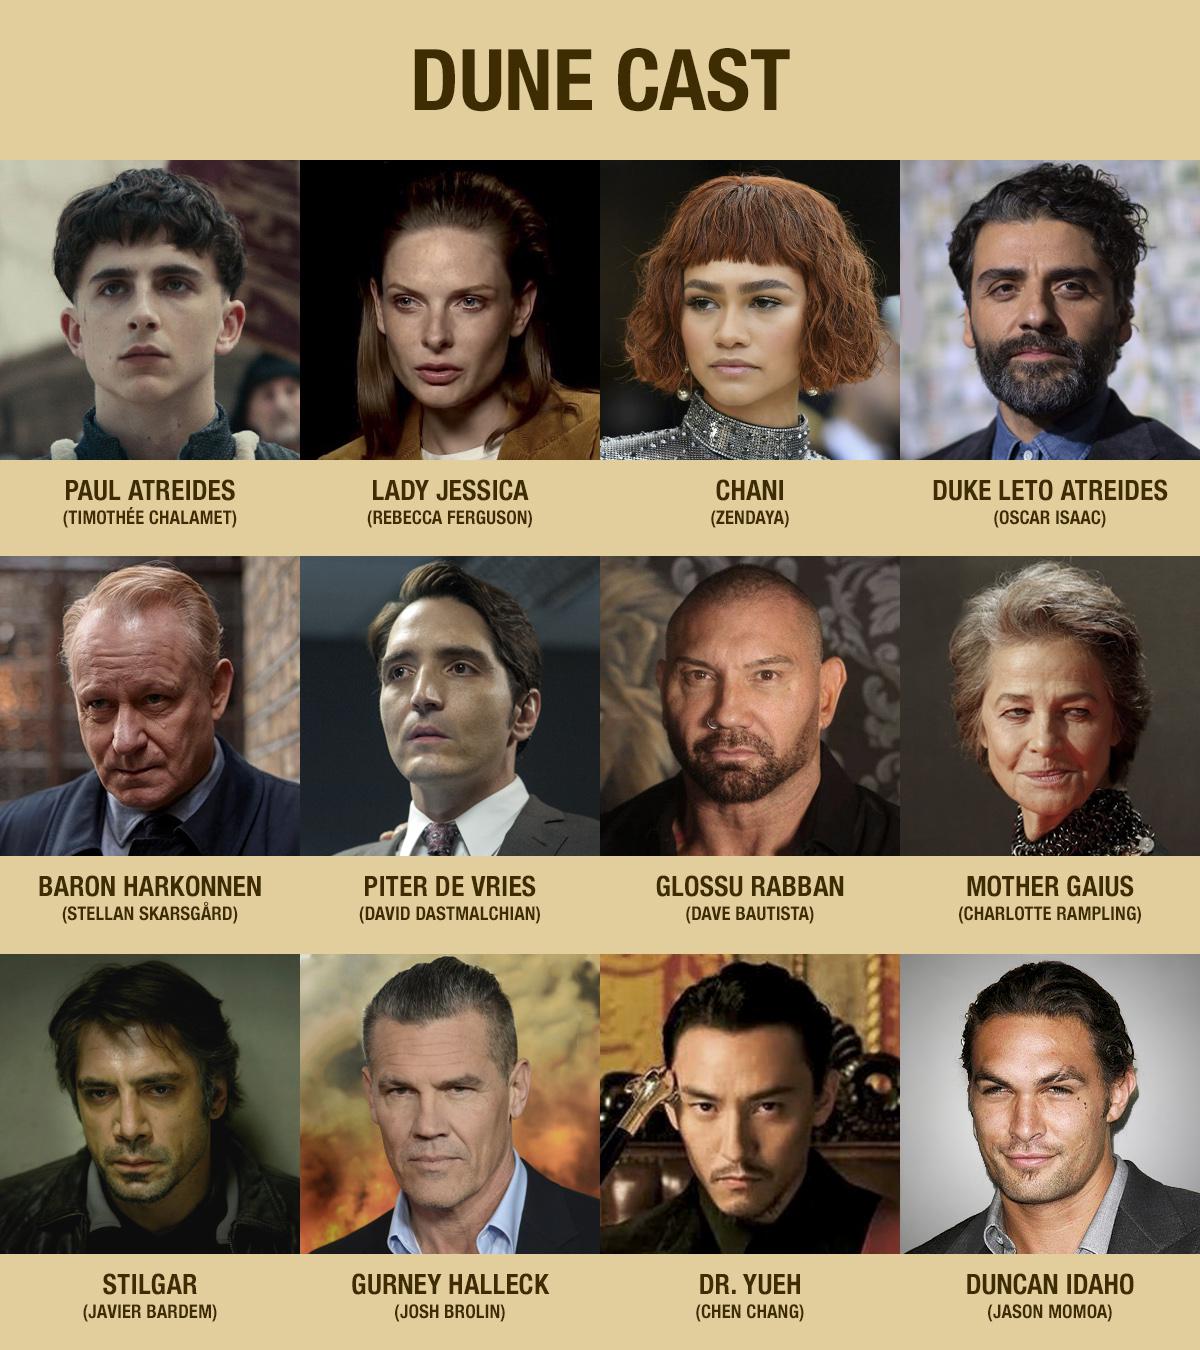 DUNE CAST
PAUL ATREIDES
(TIMOTHÉE CHALAMET)
LADY JESSICA
(REBECCA FERGUSON)
CHANI
(ZENDAYA)
DUKE LETO ATREIDES
(OSCAR ISAAC)
BARON HARKONNEN
(STELLAN SKARSGÅRD)
PITER DE VRIES
(DAVID DASTMALCHIAN)
GLOSSU RABBAN
(DAVE BAUTISTA)
MOTHER GAIUS
(CHARLOTTE RAMPLING)
STILGAR
(JAVIER BARDEM)
GURNEY HALLECK
(JOSH BROLIN)
DR. YUEH
(CHEN CHANG)
DUNCAN IDAHO
(JASON MOMOA)